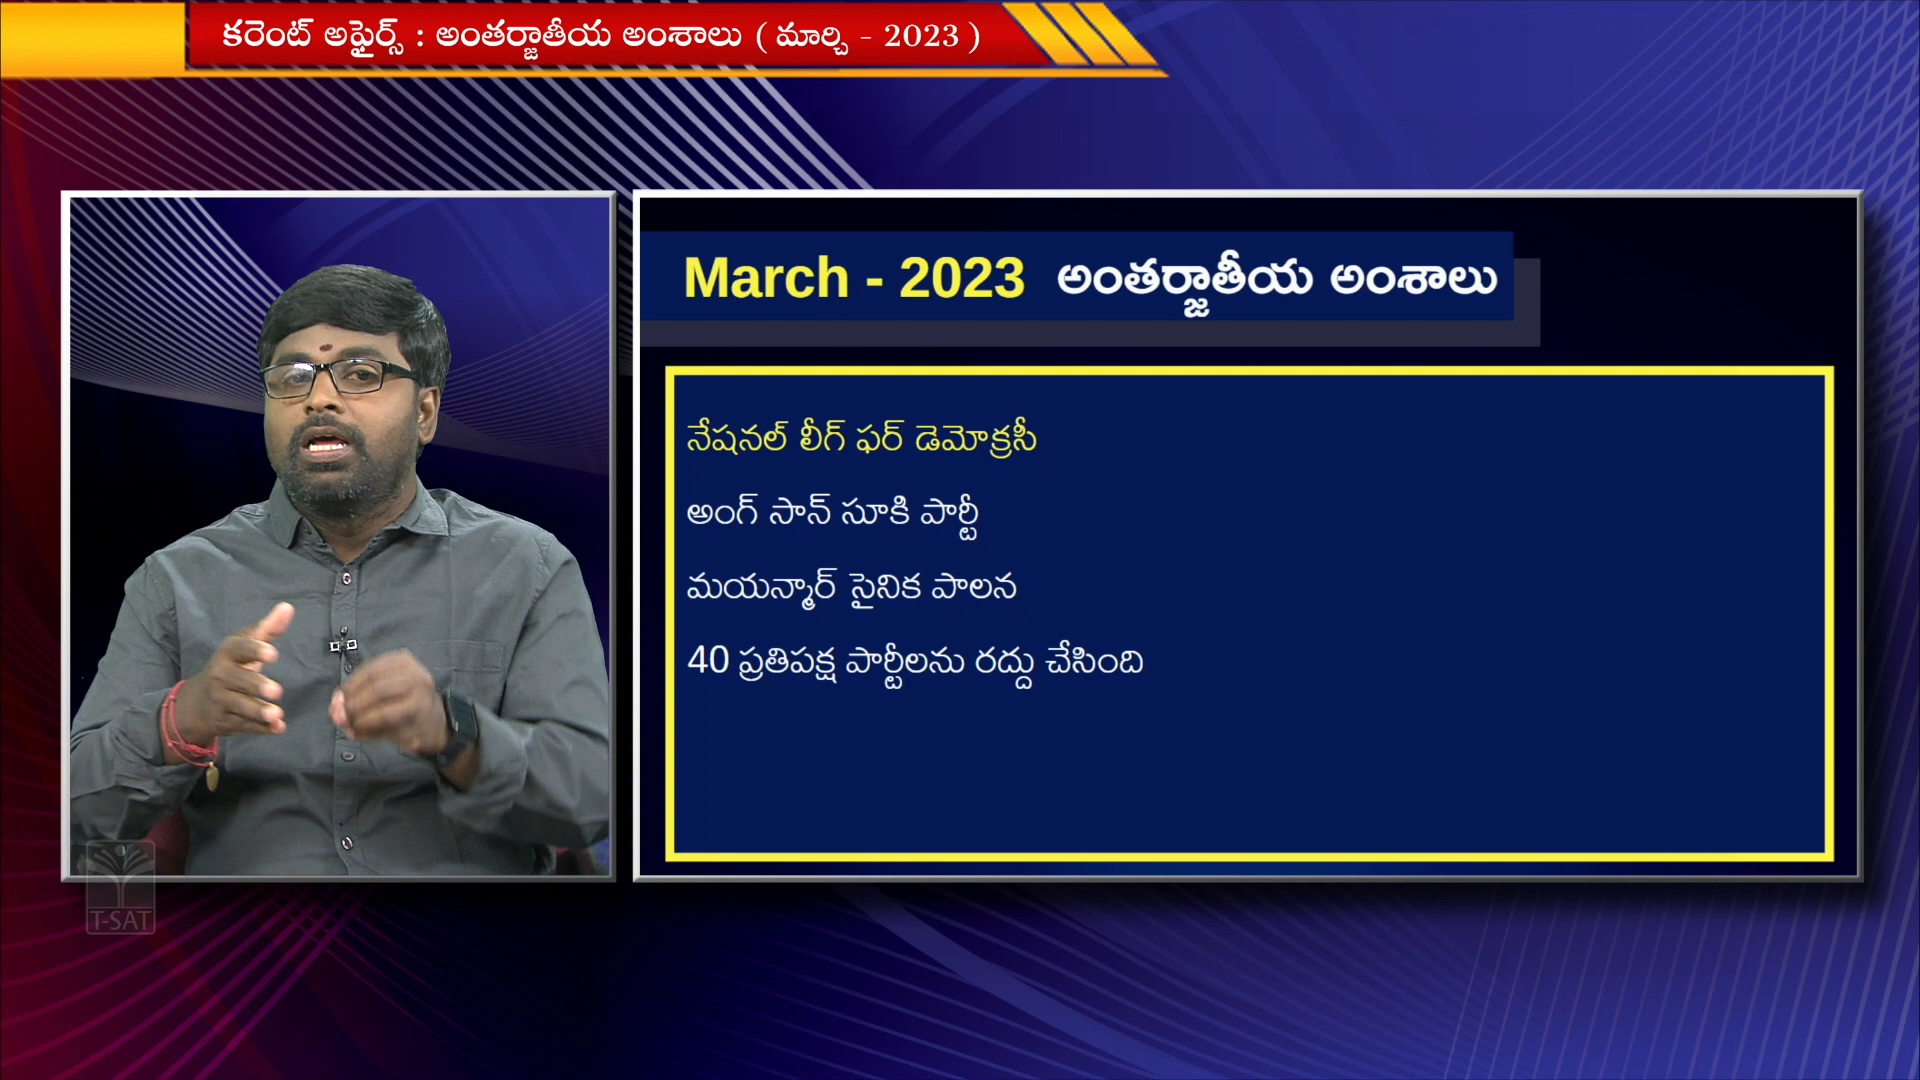 కరెంట్ అఫైర్స్ : అంతర్జాతీయ అంశాలు ( మార్చి - 2023 )
March - 2023 అంతర్జాతీయ అంశాలు
నేషనల్ లీగ్ ఫర్ డెమోక్రసీ
అంగ్ సాన్ సూకి పార్టీ
మయన్మార్ సైనిక పాలన
40 ప్రతిపక్ష పార్టీలను రద్దు చేసింది
T-SAT